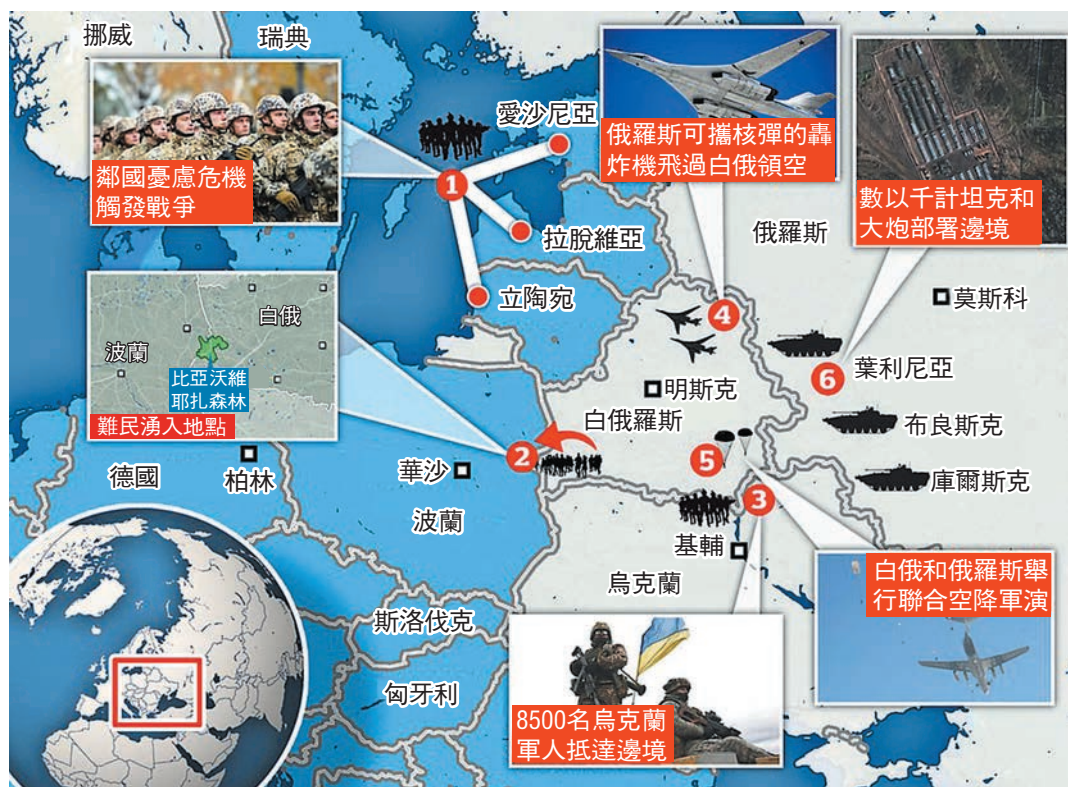 挪威
瑞典
鄰國憂慮危機
觸發戰爭
愛沙尼亞
1
拉脫維亞
立陶宛
俄羅斯可攜核彈的轟
炸機飛過白俄領空
數以千計坦克和
大炮部署邊境
俄羅斯
莫斯科
4
6
葉利尼亞
布良斯克
庫爾斯克
明斯克
白俄羅斯
白俄
波蘭
比亞沃維
耶扎森林
難民湧入地點
2
5
3
德國
柏林
華沙
波蘭
基輔
烏克蘭
白俄和俄羅斯舉
行聯合空降軍演
斯洛伐克
匈牙利
8500名烏克蘭
軍人抵達邊境